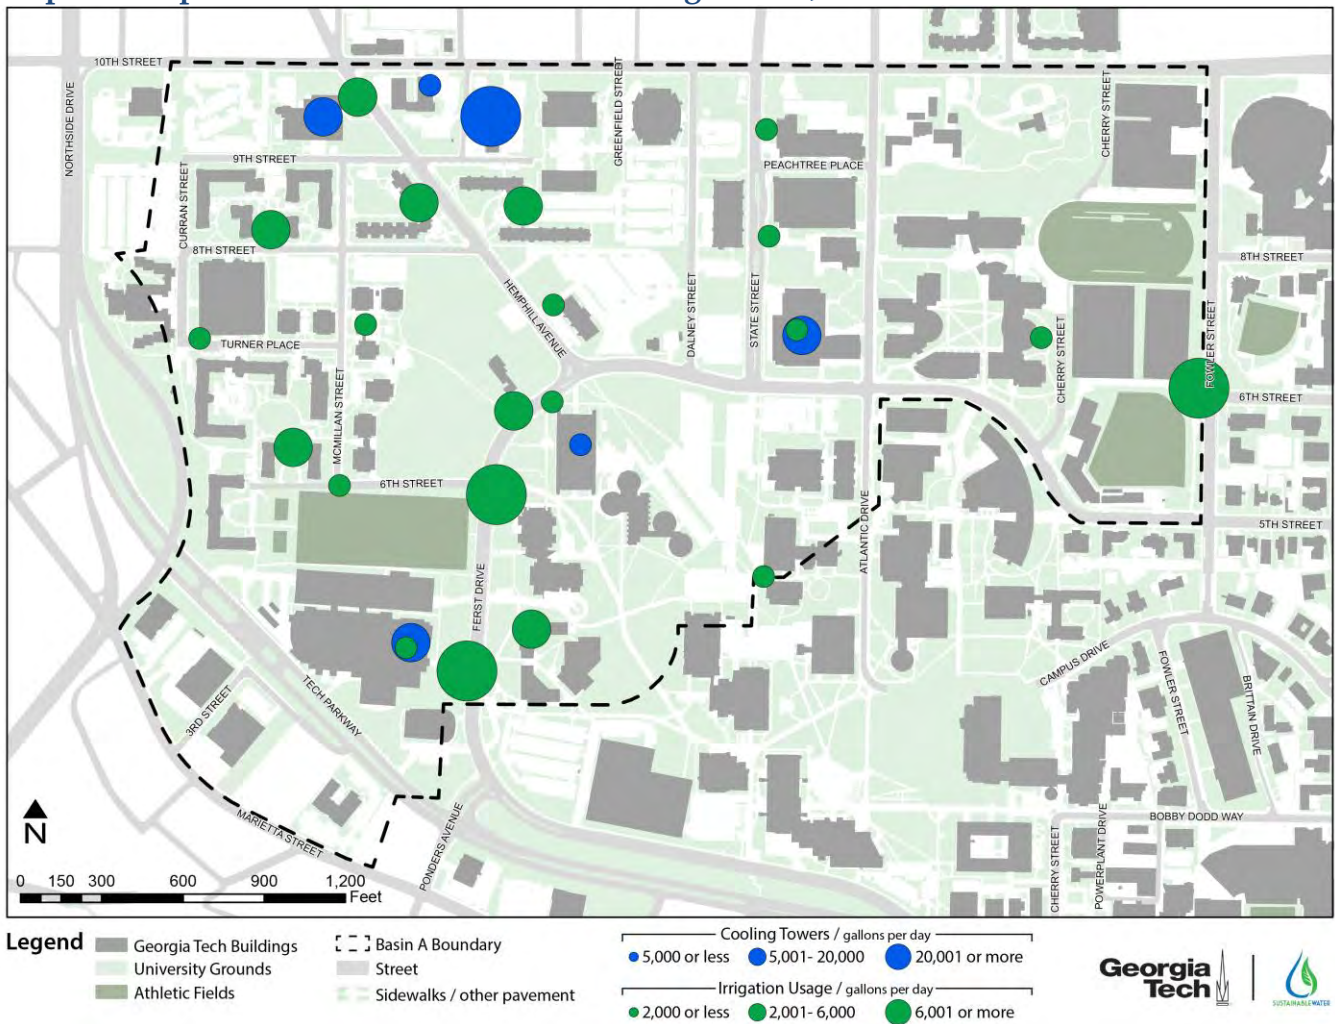 10TH STREET
NORTHSIDE DRIVE
GREENFIELD STREET
CHERRY STREET
9TH STREET
PEACHTREE PLACE
CURRAN STREET
8TH STREET
8TH STREET
HEMPHILL AVENUE
DALNEY STREET
STATE STREET
TURNER PLACE
CHERRY STREET
FOWLER STREET
6TH STREET
MCMILLAN STREET
6TH STREET
ATLANTIC DRIVE
5TH STREET
FERST DRIVE
CAMPUS DRIVE
FOWLER STREET
BRITTAIN DRIVE
3RD STREET
TECH PARKWAY
MARIETTA STREET
PONDERS AVENUE
CHERRY STREET
POWERPLANT DRIVE
BOBBY DODD WAY
N
0 150 300 600 900 1,200
Feet
Legend
Georgia Tech Buildings
University Grounds
Athletic Fields
Basin A Boundary
Street
Sidewalks / other pavement
Cooling Towers / gallons per day
5,000 or less 5,001- 20,000 20,001 or more
Irrigation Usage / gallons per day
2,000 or less 2,001- 6,000 6,001 or more
Georgia
Tech
SUSTAINABLEWATER